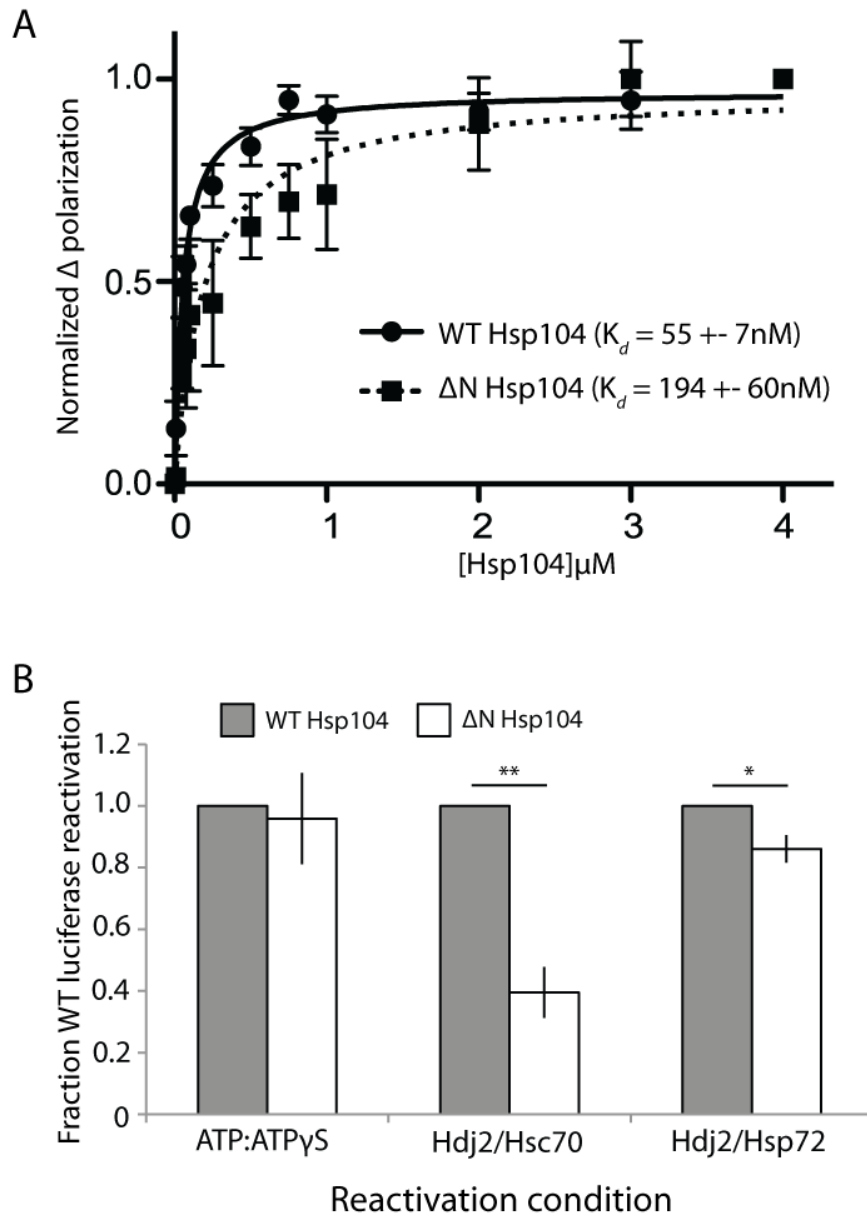 A
Normalized Δ polarization
1.0
0.5
0.0
WT Hsp104 (Kd = 55 +- 7nM)
ΔN Hsp104 (Kd = 194 +- 60nM)
0 1 2 3 4
[Hsp104]μM
B
Fraction WT luciferase reactivation
WT Hsp104 ΔN Hsp104
1.2
1.0
0.8
0.6
0.4
0.2
0
** *
ATP:ATPγS Hdj2/Hsc70 Hdj2/Hsp72
Reactivation condition